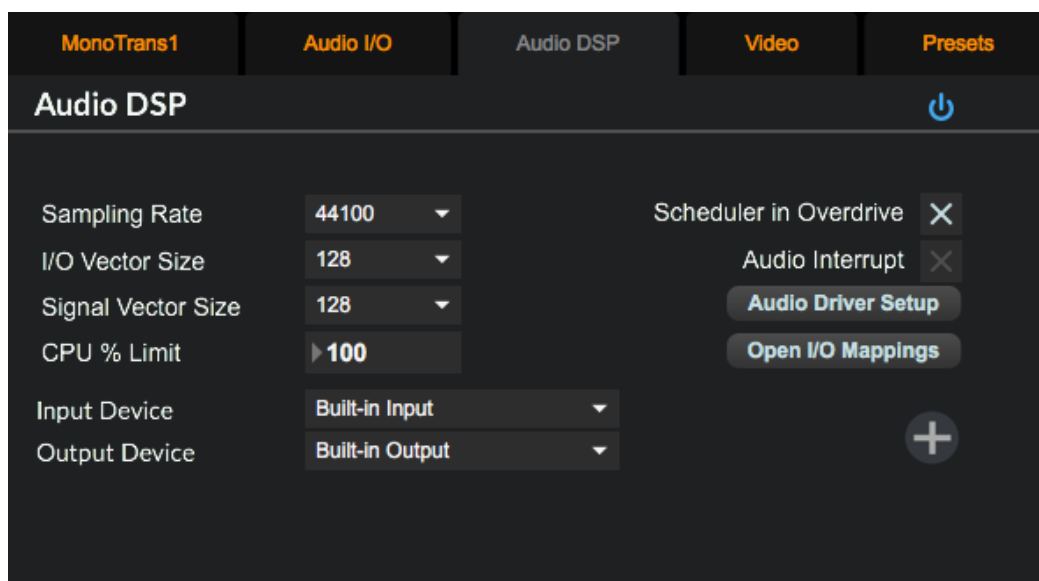 MonoTrans1 Audio I/O Audio DSP Video Presets
Audio DSP
Sampling Rate 44100 Scheduler in Overdrive
I/O Vector Size 128 Audio Interrupt
Signal Vector Size 128 Audio Driver Setup
CPU % Limit 100 Open I/O Mappings
Input Device Built-in Input
Output Device Built-in Output